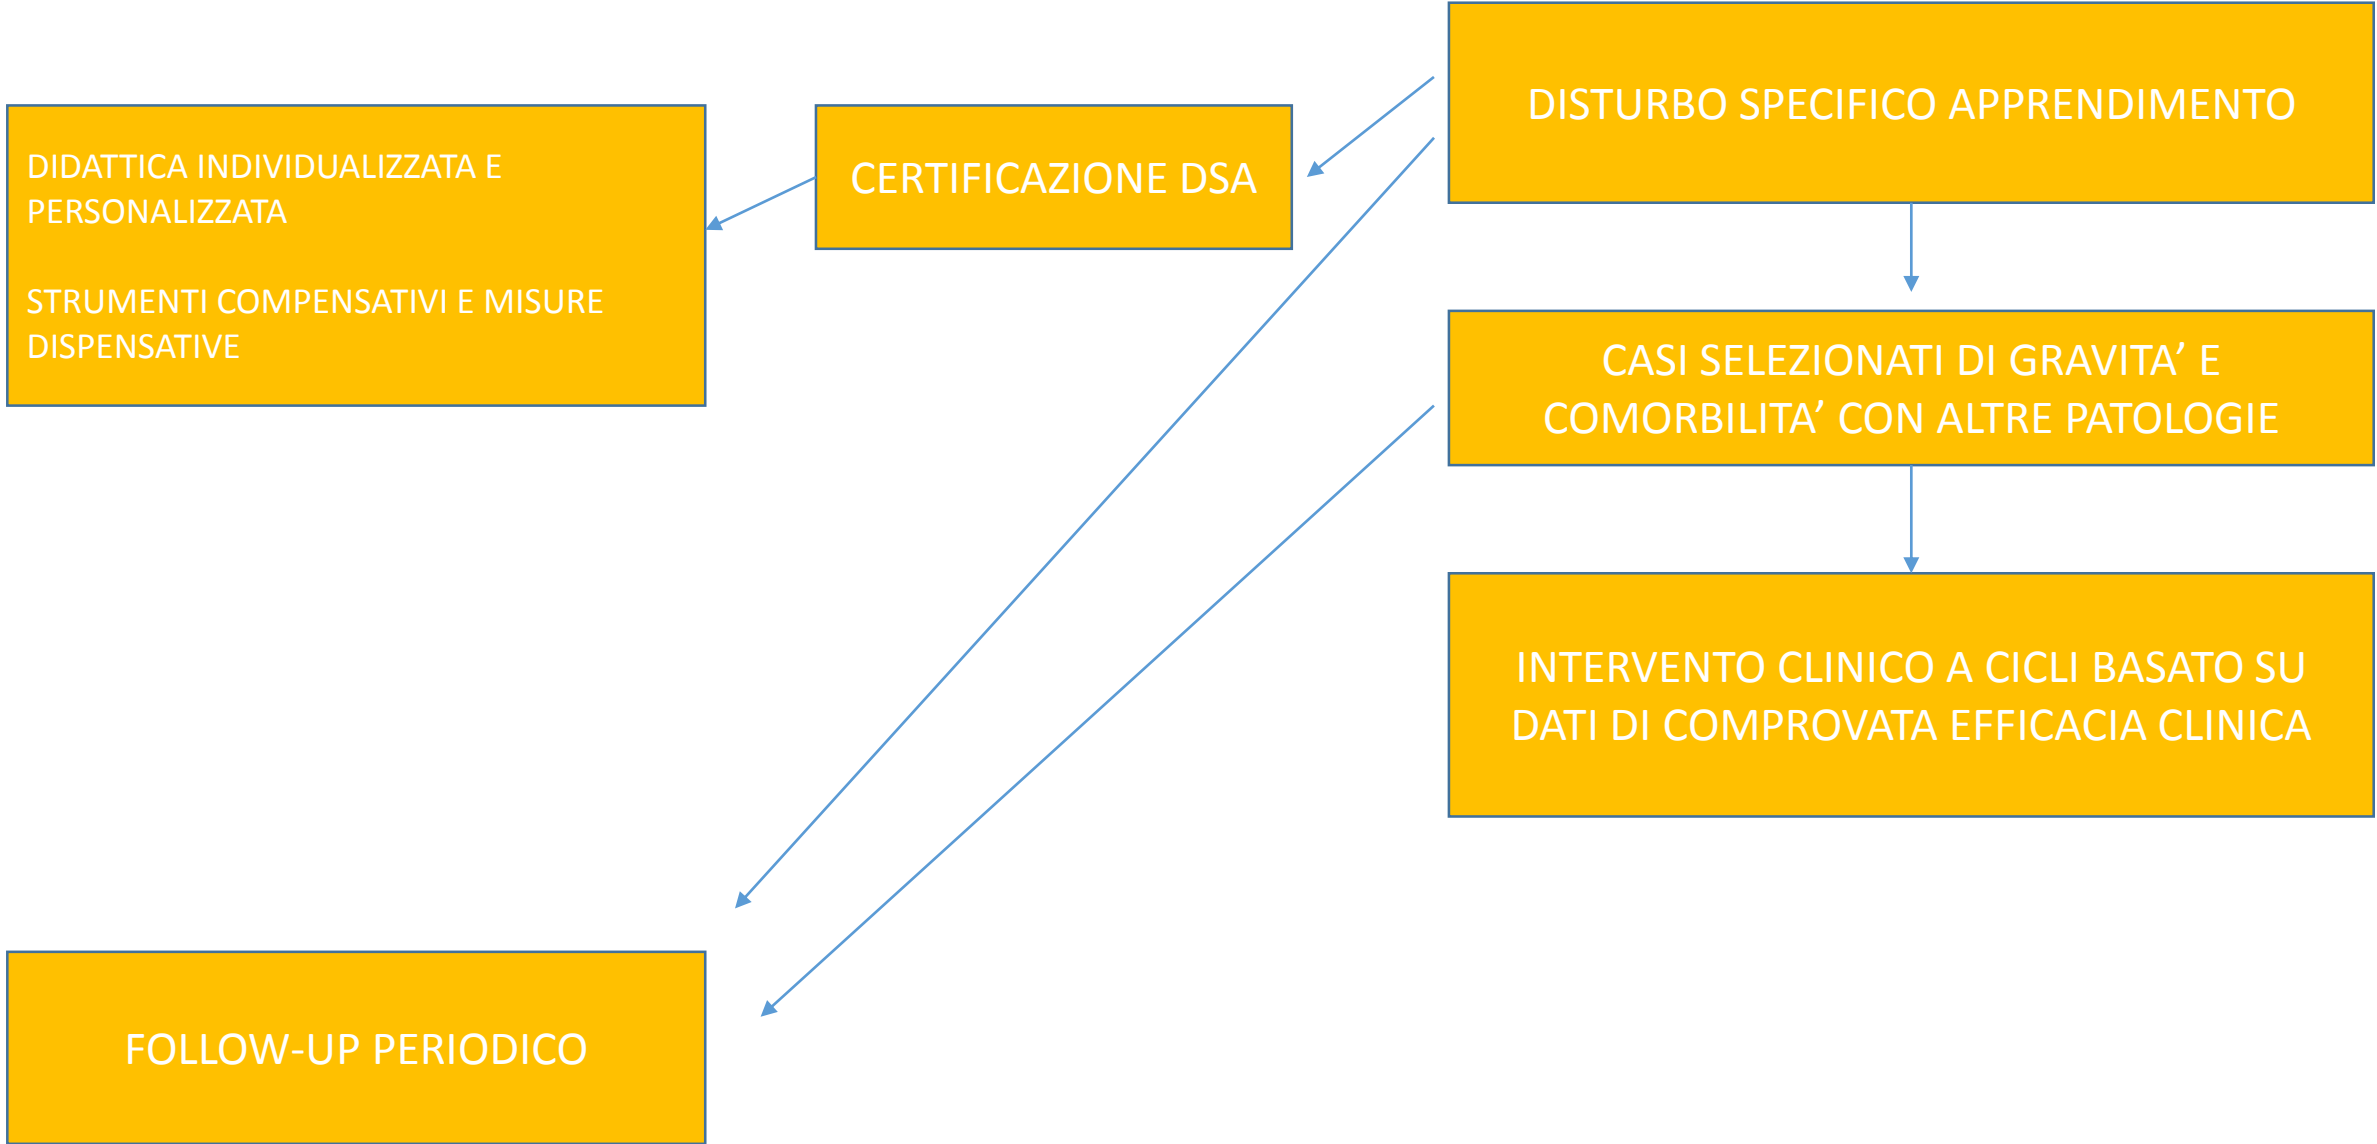 DISTURBO SPECIFICO APPRENDIMENTO
CERTIFICAZIONE DSA
DIDATTICA INDIVIDUALIZZATA E
PERSONALIZZATA
STRUMENTI COMPENSATIVI E MISURE
DISPENSATIVE
CASI SELEZIONATI DI GRAVITA’ E
COMORBILITA’ CON ALTRE PATOLOGIE
INTERVENTO CLINICO A CICLI BASATO SU
DATI DI COMPROVATA EFFICACIA CLINICA
FOLLOW-UP PERIODICO